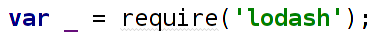 var _ = require('lodash');